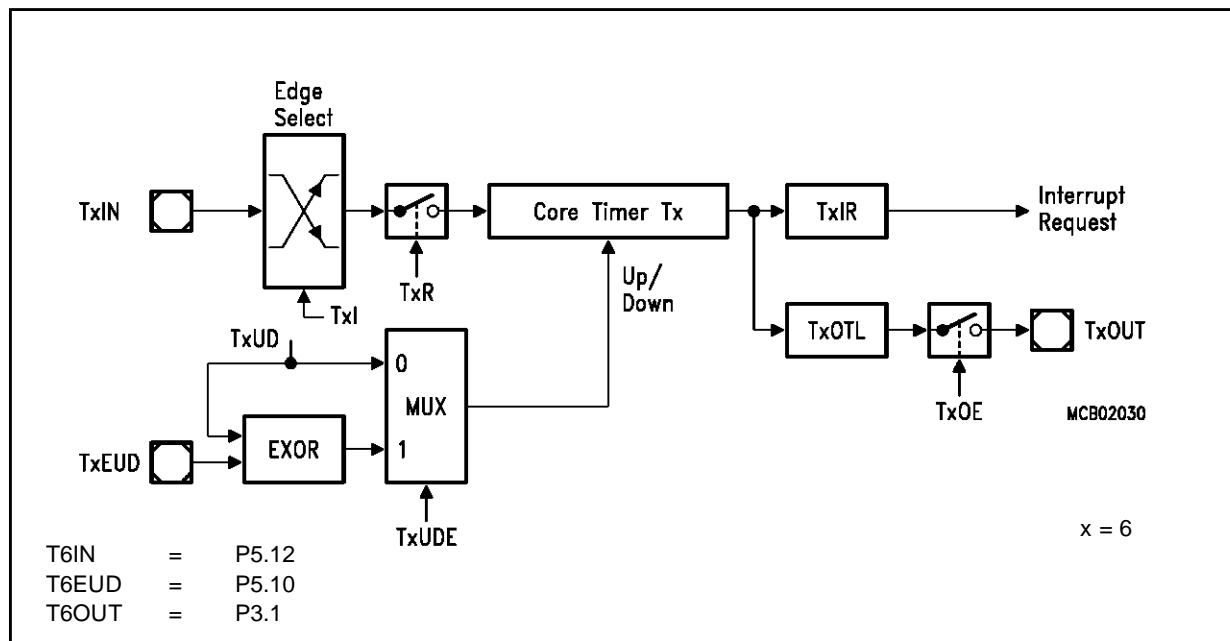 Edge
Select
TxIN
Core Timer Tx
TxIR
Interrupt
Request
TxR
Up/
Down
TxI
TxUD
TxOTL
TxOUT
0
MUX
TxOE
MCB02030
TxEUD
EXOR
1
TxUDE
x = 6
T6IN = P5.12
T6EUD = P5.10
T6OUT = P3.1